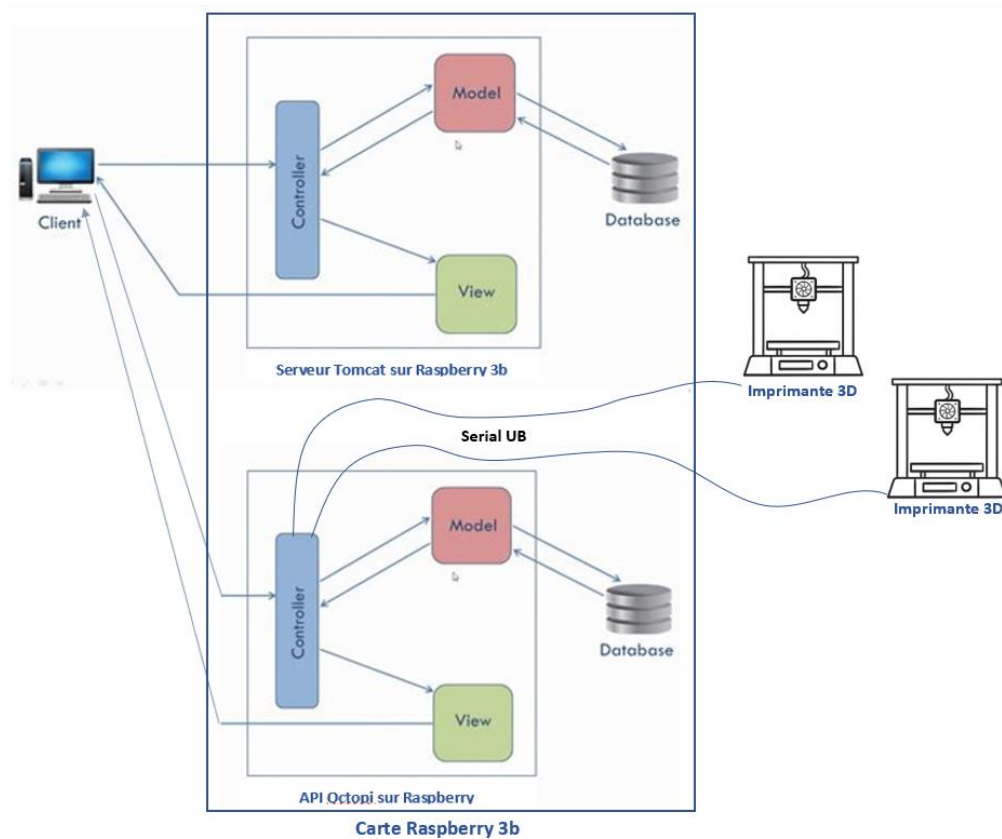 Model
Controller
Client
Database
View
Serveur Tomcat sur Raspberry 3b
Imprimante 3D
Serial UB
Imprimante 3D
Model
Controller
Database
View
API Octopi sur Raspberry
Carte Raspberry 3b